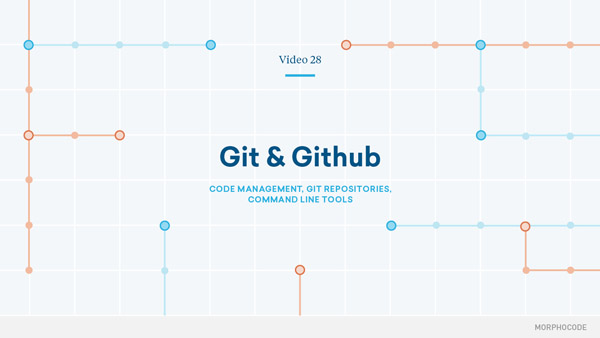 Video 28
Git & Github
CODE MANAGEMENT, GIT REPOSITORIES,
COMMAND LINE TOOLS
MORPHOCODE